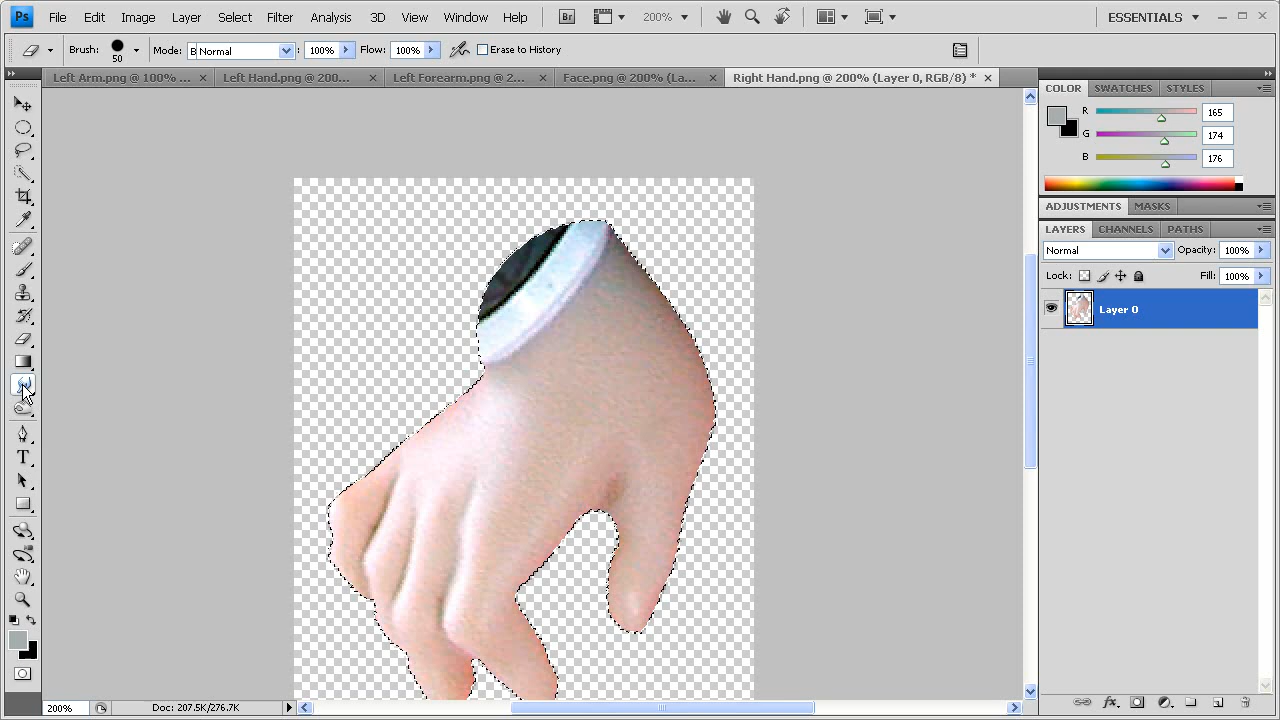 Ps File Edit Image Layer Select Filter Analysis 3D View Window Help Br 200% ESSENTIALS
Brush: 50 Mode: B Normal : 100% Flow: 100% Erase to History
Left Arm.png @ 100% ... Left Hand.png @ 200... Left Forearm.png @ 2... Face.png @ 200% (La... Right Hand.png @ 200% (Layer 0, RGB/8) *
COLOR SWATCHES STYLES
R 165
G 174
B 176
ADJUSTMENTS MASKS
LAYERS CHANNELS PATHS
Normal Opacity: 100%
Lock: Fill: 100%
Layer 0
T
200% Doc: 207.5K/276.7K
fx